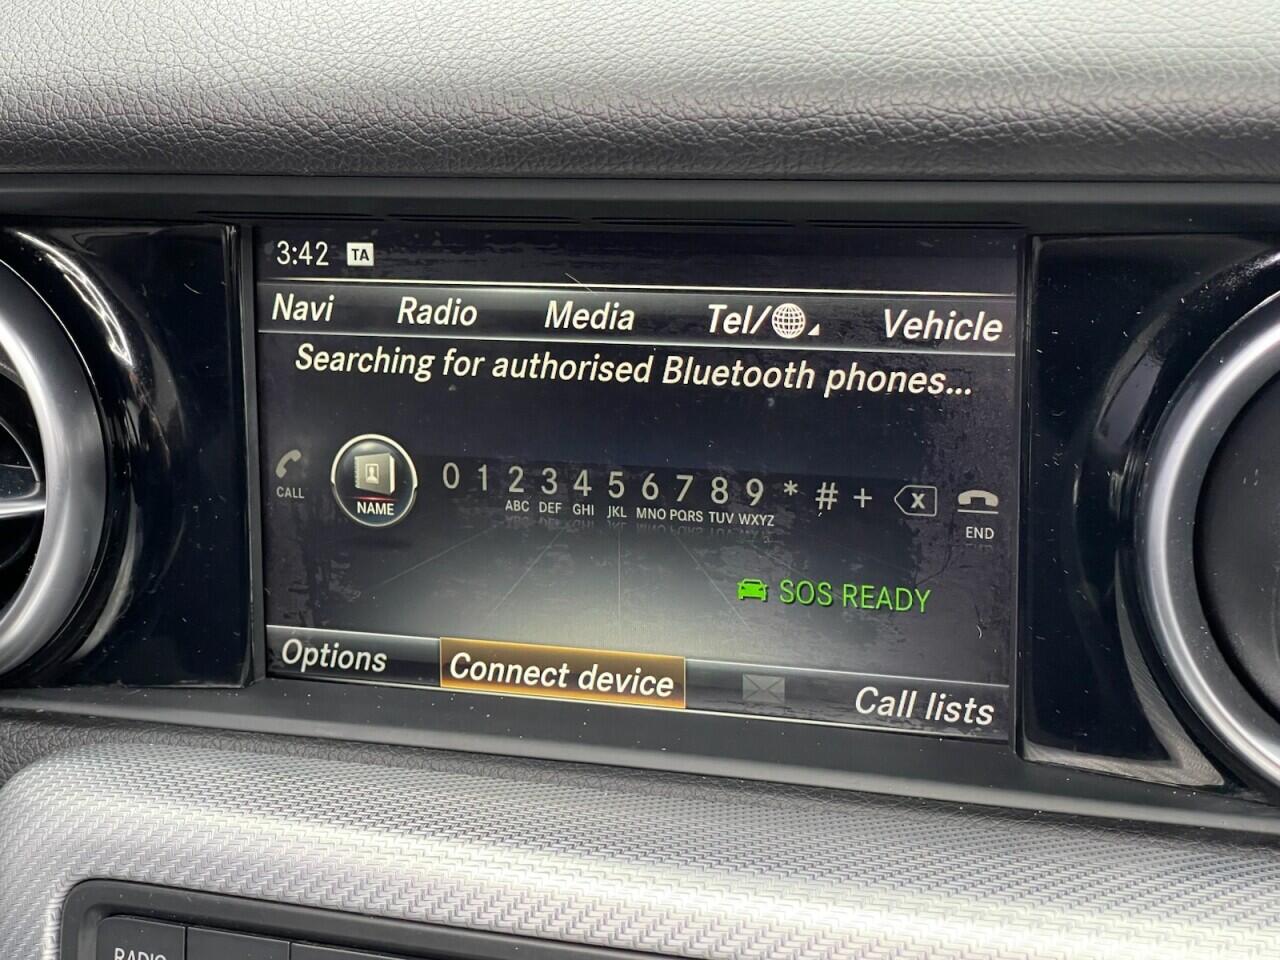 3:42 TA
Navi Radio Media Tel/ Vehicle
Searching for authorised Bluetooth phones...
CALL NAME 0 1 2 3 4 5 6 7 8 9 * # + X END
ABC DEF GHI JKL MNO PQRS TUV WXYZ
SOS READY
Options Connect device Call lists
RADIO